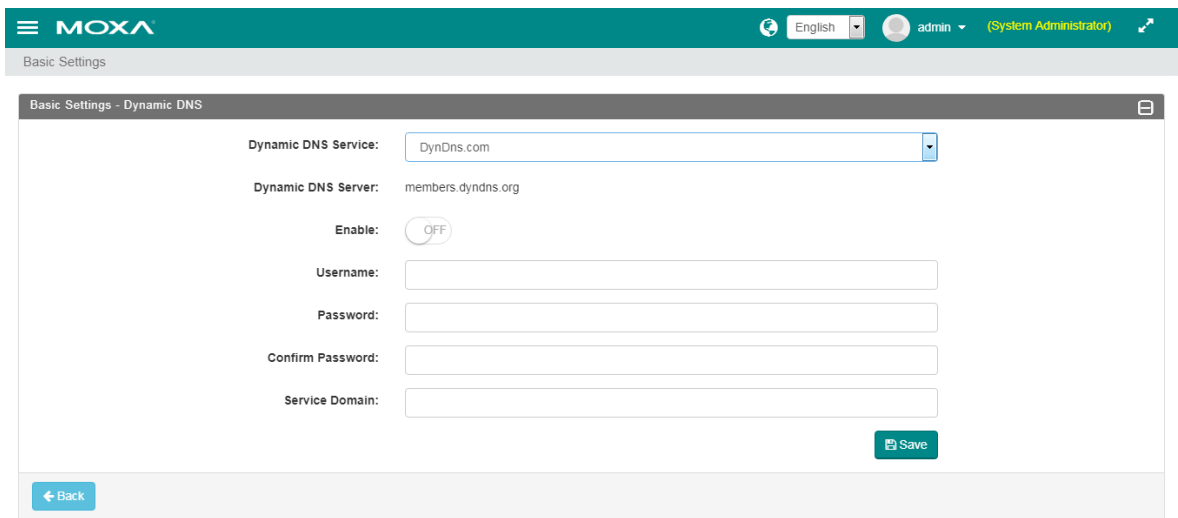 MOXA English admin (System Administrator)
Basic Settings
Basic Settings - Dynamic DNS
Dynamic DNS Service: DynDns.com
Dynamic DNS Server: members.dyndns.org
Enable: OFF
Username:
Password:
Confirm Password:
Service Domain:
Save
Back